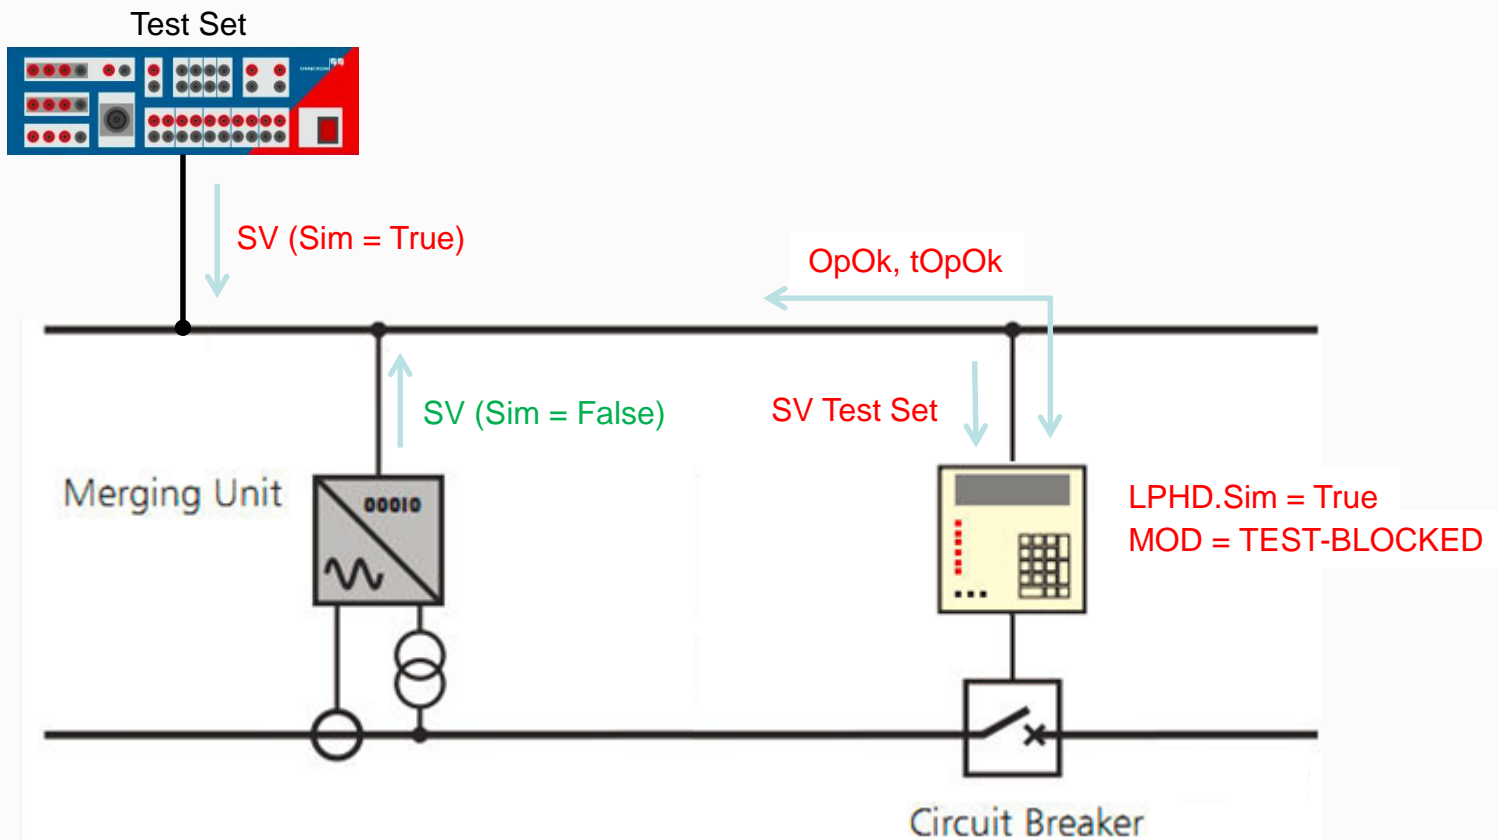 Test Set
OMICRON
SV (Sim = True)
OpOk, tOpOk
SV (Sim = False)
SV Test Set
Merging Unit
00010
LPHD.Sim = True
MOD = TEST-BLOCKED
Circuit Breaker